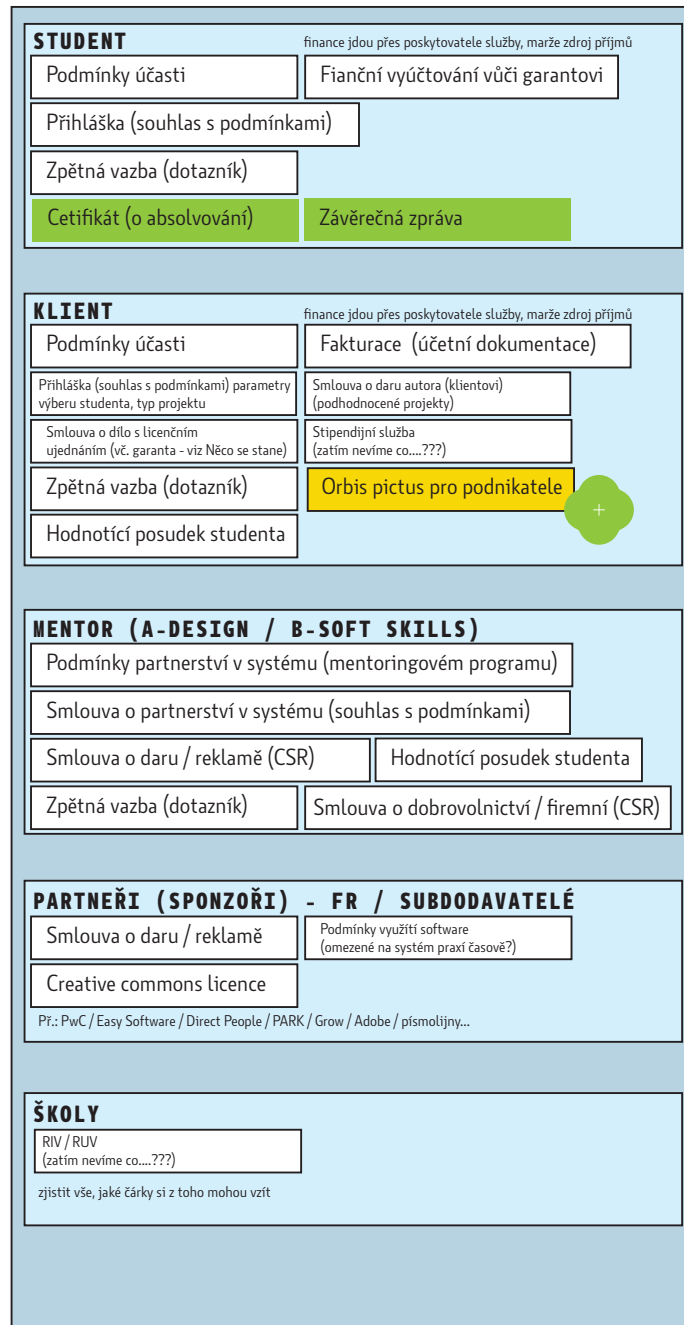 STUDENT
finance jdou přes poskytovatele služby, marže zdroj příjmů
Podmínky účasti
Fianční vyúčtování vůči garantovi
Přihláška (souhlas s podmínkami)
Zpětná vazba (dotazník)
Cetifikát (o absolvování)
Závěrečná zpráva
KLIENT
finance jdou přes poskytovatele služby, marže zdroj příjmů
Podmínky účasti
Fakturace (účetní dokumentace)
Přihláška (souhlas s podmínkami) parametry
výběru studenta, typ projektu
Smlouva o daru autora (klientovi)
(podhodnocené projekty)
Smlouva o dílo s licenčním
ujednáním (vč. garanta - viz Něco se stane)
Stipendijní služba
(zatím nevíme co....???)
Zpětná vazba (dotazník)
Orbis pictus pro podnikatele
+
Hodnotící posudek studenta
MENTOR (A-DESIGN / B-SOFT SKILLS)
Podmínky partnerství v systému (mentoringovém programu)
Smlouva o partnerství v systému (souhlas s podmínkami)
Smlouva o daru / reklamě (CSR)
Hodnotící posudek studenta
Zpětná vazba (dotazník)
Smlouva o dobrovolnictví / firemní (CSR)
PARTNEŘI (SPONZOŘI) - FR / SUBDODAVATELÉ
Smlouva o daru / reklamě
Podmínky využítí software
(omezené na systém praxí časově?)
Creative commons licence
Př.: PwC / Easy Software / Direct People / PARK / Grow / Adobe / písmolijny...
ŠKOLY
RIV / RUV
(zatím nevíme co....???)
zjistit vše, jaké čárky si z toho mohou vzít